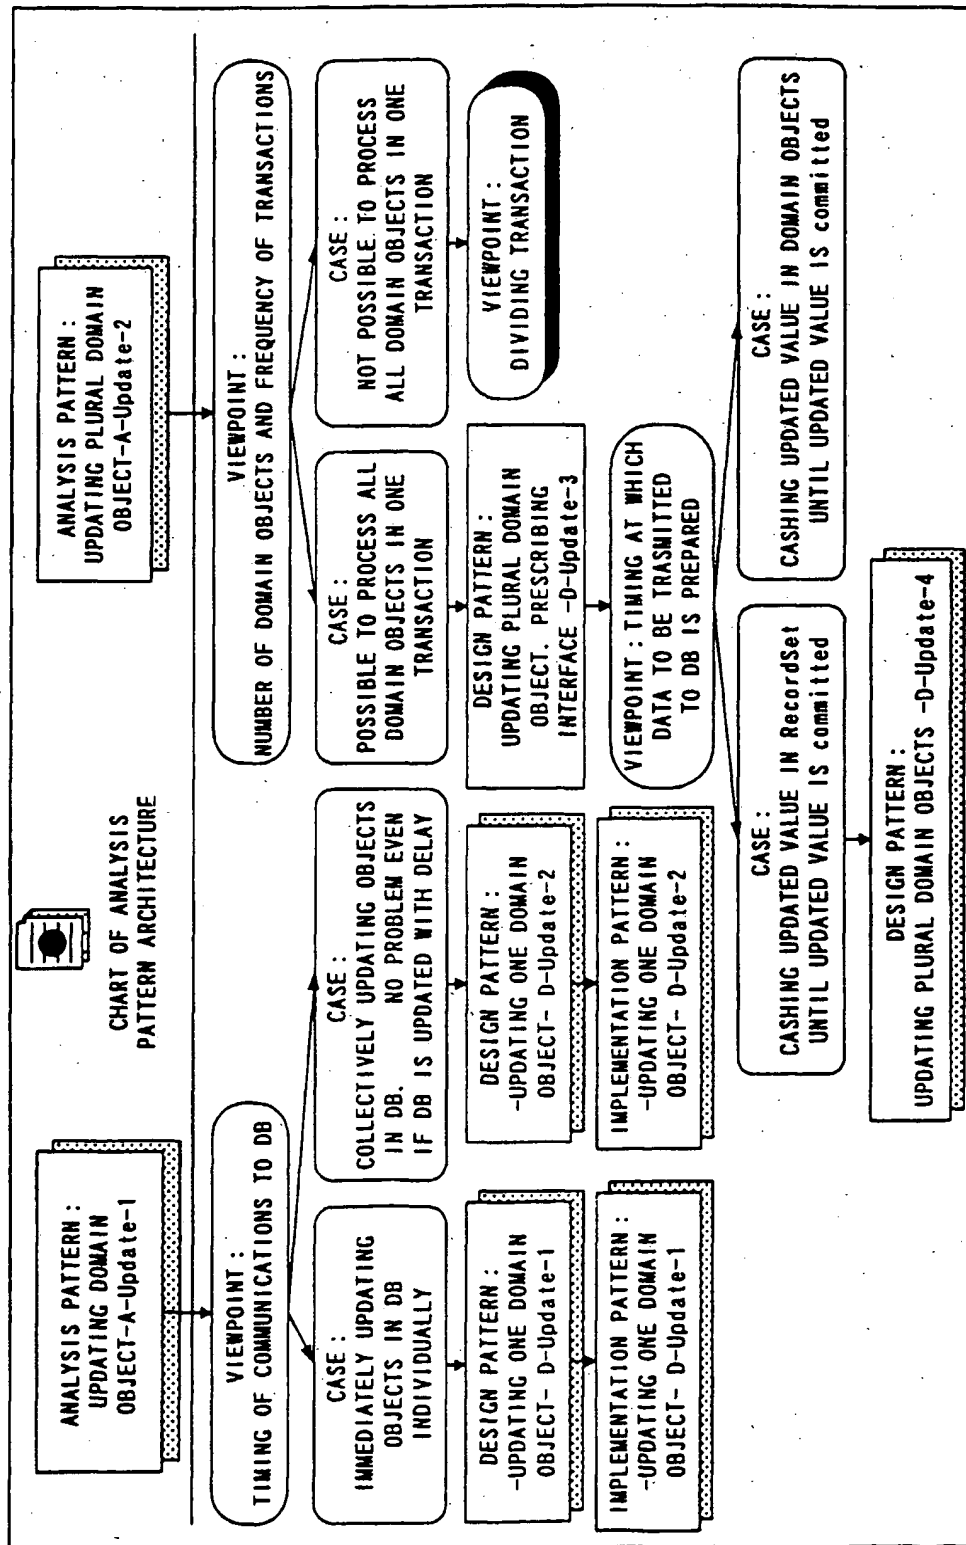 CHART OF ANALYSIS
PATTERN ARCHITECTURE
ANALYSIS PATTERN:
UPDATING DOMAIN
OBJECT-A-Update-1
VIEWPOINT:
TIMING OF COMMUNICATIONS TO DB
CASE:
IMMEDIATELY UPDATING
OBJECTS IN DB
INDIVIDUALLY
DESIGN PATTERN:
-UPDATING ONE DOMAIN
OBJECT- D-Update-1
IMPLEMENTATION PATTERN:
-UPDATING ONE DOMAIN
OBJECT- D-Update-1
CASE:
COLLECTIVELY UPDATING OBJECTS
IN DB. NO PROBLEM EVEN
IF DB IS UPDATED WITH DELAY
DESIGN PATTERN:
-UPDATING ONE DOMAIN
OBJECT- D-Update-2
IMPLEMENTATION PATTERN:
-UPDATING ONE DOMAIN
OBJECT- D-Update-2
ANALYSIS PATTERN:
UPDATING PLURAL DOMAIN
OBJECT-A-Update-2
VIEWPOINT:
NUMBER OF DOMAIN OBJECTS AND FREQUENCY OF TRANSACTIONS
CASE:
POSSIBLE TO PROCESS ALL
DOMAIN OBJECTS IN ONE
TRANSACTION
DESIGN PATTERN:
UPDATING PLURAL DOMAIN
OBJECT. PRESCRIBING
INTERFACE -D-Update-3
VIEWPOINT: TIMING AT WHICH
DATA TO BE TRASMITTED
TO DB IS PREPARED
CASE:
CASHING UPDATED VALUE IN RecordSet
UNTIL UPDATED VALUE IS committed
DESIGN PATTERN:
UPDATING PLURAL DOMAIN OBJECTS -D-Update-4
CASE:
CASHING UPDATED VALUE IN DOMAIN OBJECTS
UNTIL UPDATED VALUE IS committed
CASE:
NOT POSSIBLE TO PROCESS
ALL DOMAIN OBJECTS IN ONE
TRANSACTION
VIEWPOINT:
DIVIDING TRANSACTION